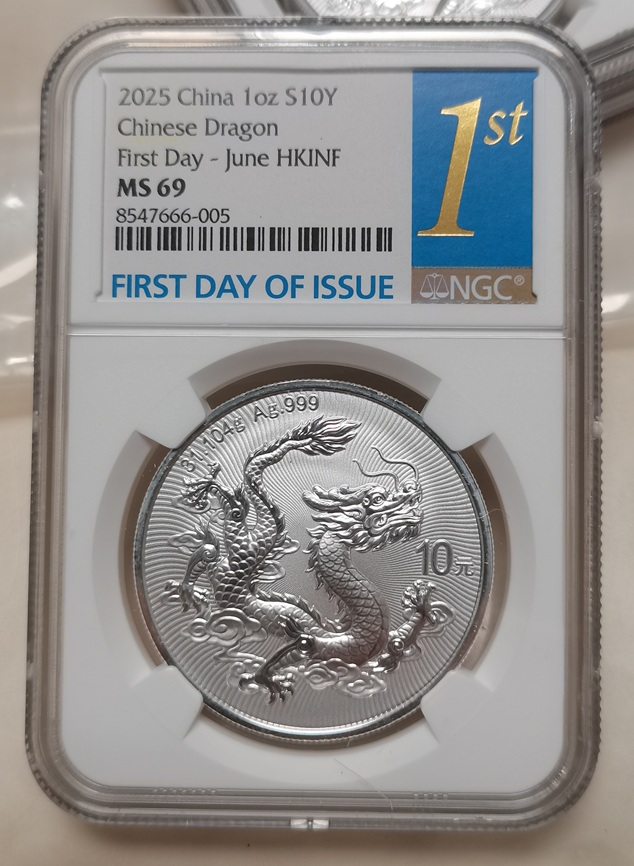 2025 China 1oz S10Y
Chinese Dragon
First Day - June HKINF
MS 69
8547666-005
FIRST DAY OF ISSUE
1st
NGC®
31.104g Ag.999
10元